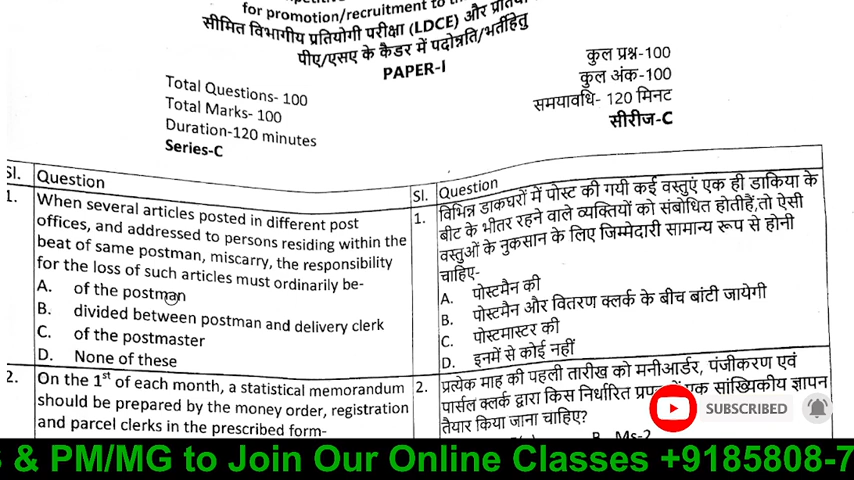 for promotion/recruitment to
सीमित विभागीय प्रतियोगी परीक्षा (LDCE) और
पीए/एसए के कैडर में पदोन्नति/भर्तीहेतु
PAPER-I
Total Questions- 100
Total Marks- 100
Duration-120 minutes
Series-C
कुल प्रश्न-100
कुल अंक-100
समयावधि- 120 मिनट
सीरीज-C
Sl. Question
1. When several articles posted in different post
offices, and addressed to persons residing within the
beat of same postman, miscarry, the responsibility
for the loss of such articles must ordinarily be-
A. of the postman
B. divided between postman and delivery clerk
C. of the postmaster
D. None of these
2. On the 1st of each month, a statistical memorandum
should be prepared by the money order, registration
and parcel clerks in the prescribed form-
Sl. Question
1. विभिन्न डाकघरों में पोस्ट की गयी कई वस्तुएं एक ही डाकिया के
बीट के भीतर रहने वाले व्यक्तियों को संबोधित होतीहैं,तो ऐसी
वस्तुओं के नुकसान के लिए जिम्मेदारी सामान्य रूप से होनी
चाहिए-
A. पोस्टमैन की
B. पोस्टमैन और वितरण क्लर्क के बीच बांटी जायेगी
C. पोस्टमास्टर की
D. इनमें से कोई नहीं
2. प्रत्येक माह की पहली तारीख को मनीआर्डर, पंजीकरण एवं
पार्सल क्लर्क द्वारा किस निर्धारित एक सांख्यिकीय ज्ञापन
तैयार किया जाना चाहिए?
B. Ms-2
SUBSCRIBED
& PM/MG to Join Our Online Classes +9185808-7